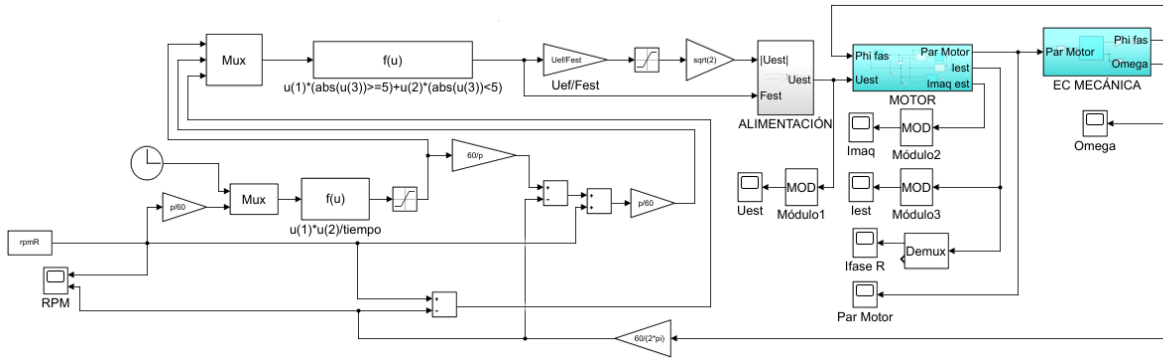 Mux
f(u)
u(1)*(abs(u(3))>=5)+u(2)*(abs(u(3))<5)
Uef/Fest
Uef/Fest
sqrt(2)
|Uest|
Uest
Fest
ALIMENTACIÓN
Phi fas
Uest
Par Motor
Iest
Imaq est
MOTOR
Par Motor
Phi fas
Omega
EC MECÁNICA
Omega
MOD
Imaq
Módulo2
60/p
p/60
Mux
f(u)
u(1)*u(2)/tiempo
p/60
MOD
Uest
Módulo1
MOD
Iest
Módulo3
rpmR
RPM
Demux
Ifase R
Par Motor
60/(2*pi)